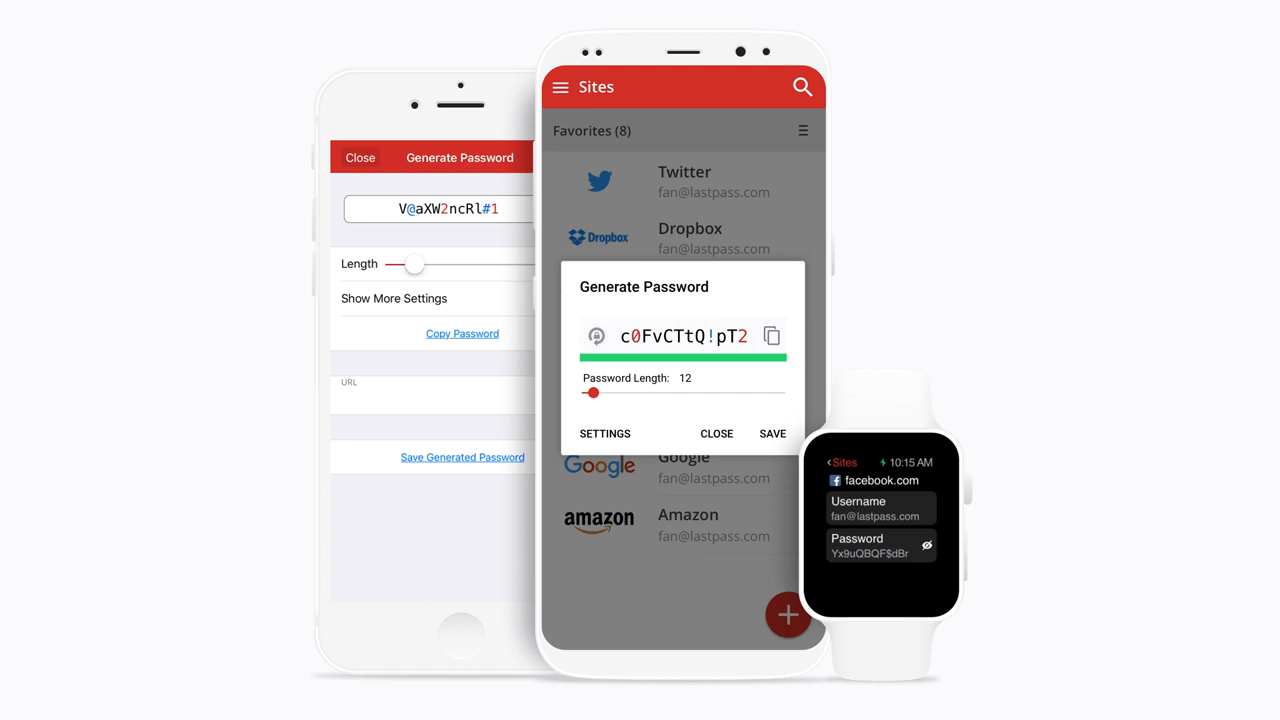 Close
Generate Password
V@aXW2ncRl#1
Length
Show More Settings
Copy Password
URL
Save Generated Password
Sites
Favorites (8)
Twitter
fan@lastpass.com
Dropbox
Dropbox
fan@lastpass.com
Generate Password
c0FvCTtQ!pT2
Password Length: 12
SETTINGS CLOSE SAVE
Google
Google
fan@lastpass.com
amazon
Amazon
fan@lastpass.com
Sites 10:15 AM
facebook.com
Username
fan@lastpass.com
Password
Yx9uQBQF$dBr